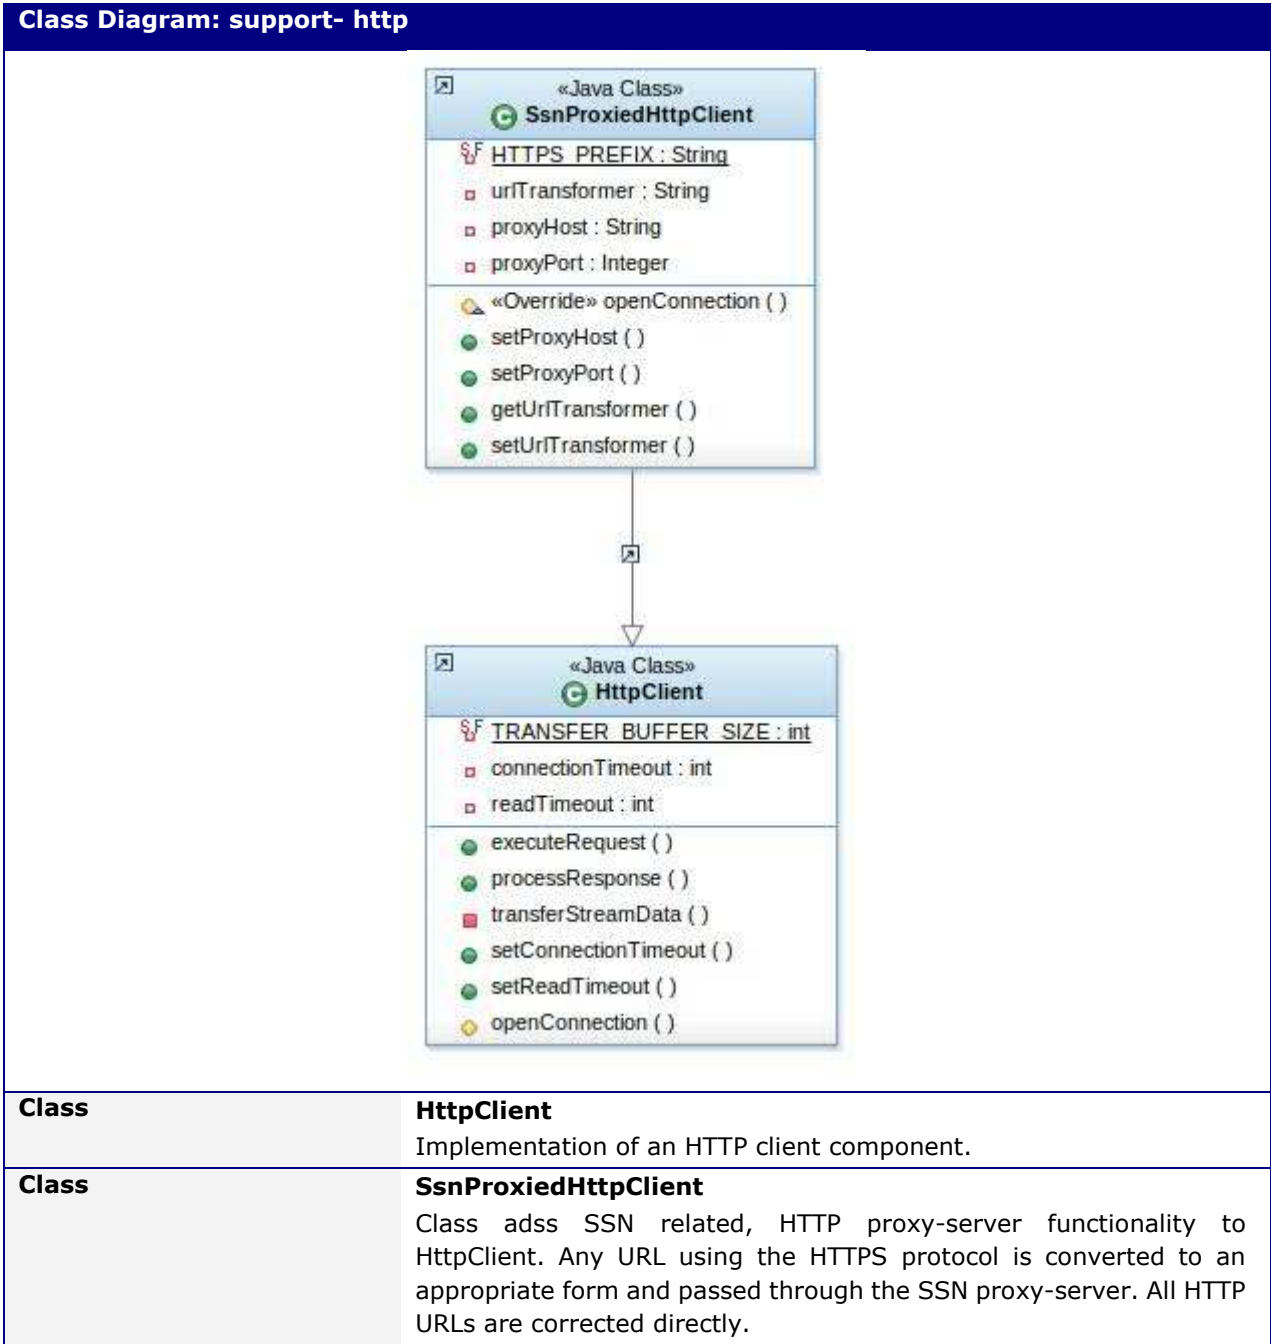 Class Diagram: support- http
«Java Class»
SsnProxiedHttpClient
HTTPS_PREFIX : String
urlTransformer : String
proxyHost : String
proxyPort : Integer
«Override» openConnection ( )
setProxyHost ( )
setProxyPort ( )
getUrlTransformer ( )
setUrlTransformer ( )
«Java Class»
HttpClient
TRANSFER_BUFFER_SIZE : int
connectionTimeout : int
readTimeout : int
executeRequest ( )
processResponse ( )
transferStreamData ( )
setConnectionTimeout ( )
setReadTimeout ( )
openConnection ( )
Class
HttpClient
Implementation of an HTTP client component.
Class
SsnProxiedHttpClient
Class adss SSN related, HTTP proxy-server functionality to
HttpClient. Any URL using the HTTPS protocol is converted to an
appropriate form and passed through the SSN proxy-server. All HTTP
URLs are corrected directly.